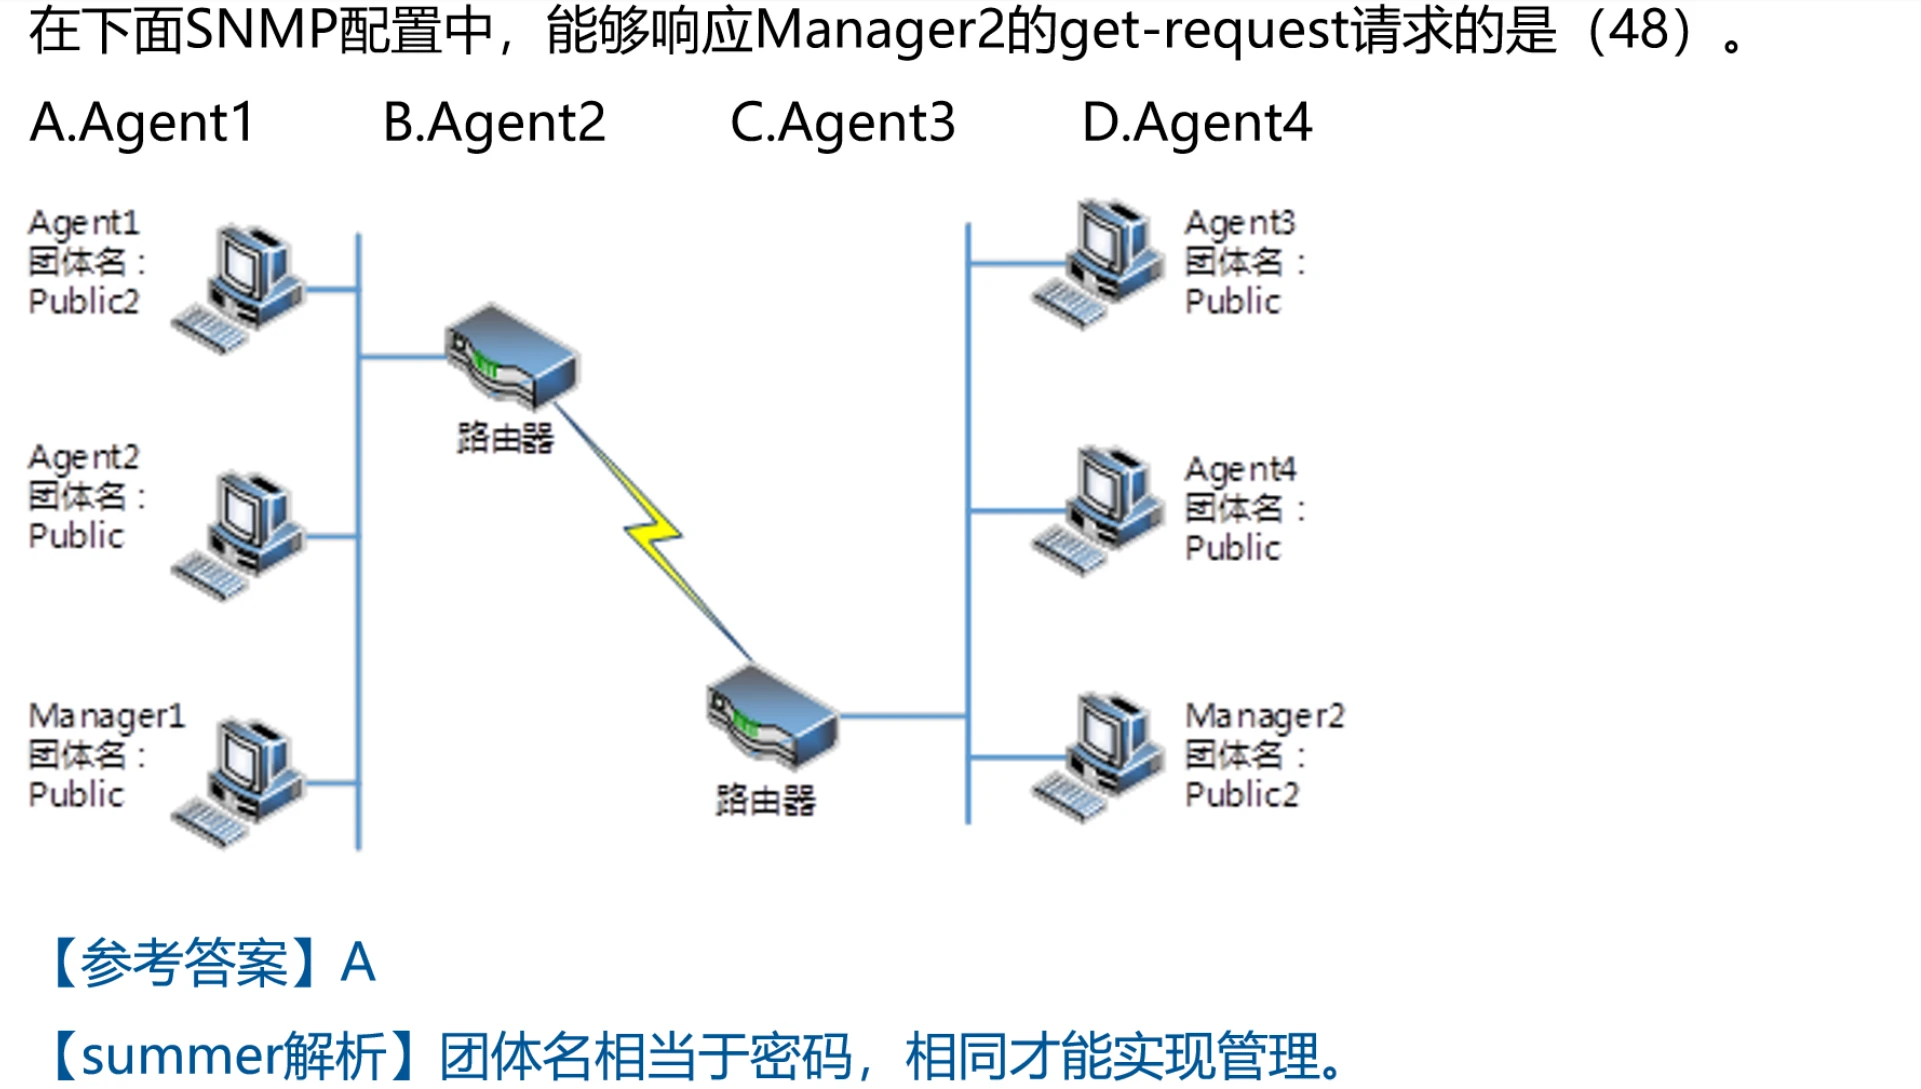 在下面SNMP配置中，能够响应Manager2的get-request请求的是（48）。
A.Agent1 B.Agent2 C.Agent3 D.Agent4
Agent1
团体名：
Public2
Agent2
团体名：
Public
Manager1
团体名：
Public
路由器
路由器
Agent3
团体名：
Public
Agent4
团体名：
Public
Manager2
团体名：
Public2
【参考答案】A
【summer解析】团体名相当于密码，相同才能实现管理。